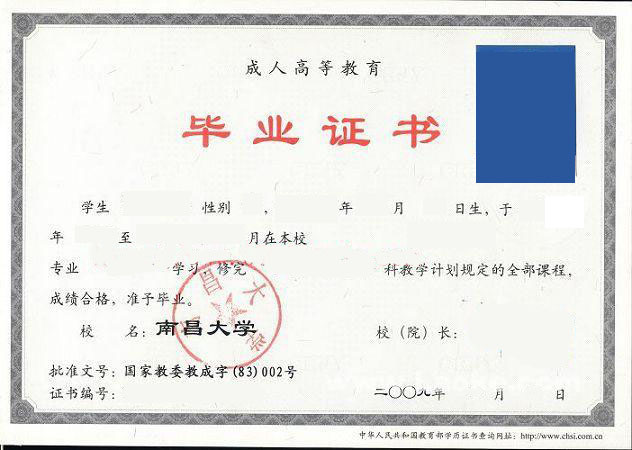 成人高等教育
毕业证书
学生 性别 , 年 月 日生,于
年 至 月在本校
专业 学习,修完 科教学计划规定的全部课程,
成绩合格,准予毕业。
校 名:南昌大学 校(院)长:
南昌大学
批准文号:国家教委教成字(83)002号
证书编号: 二〇〇九年 月 日
中华人民共和国教育部学历证书查询网址:http://www.chsi.com.cn